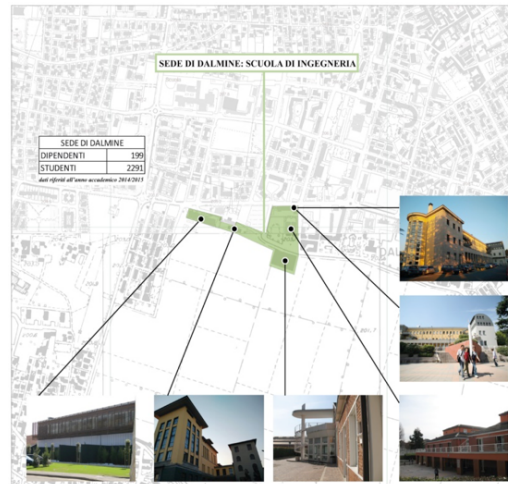 SEDE DI DALMINE: SCUOLA DI INGEGNERIA
SEDE DI DALMINE
DIPENDENTI 199
STUDENTI 2291
dati riferiti all'anno accademico 2014/2015